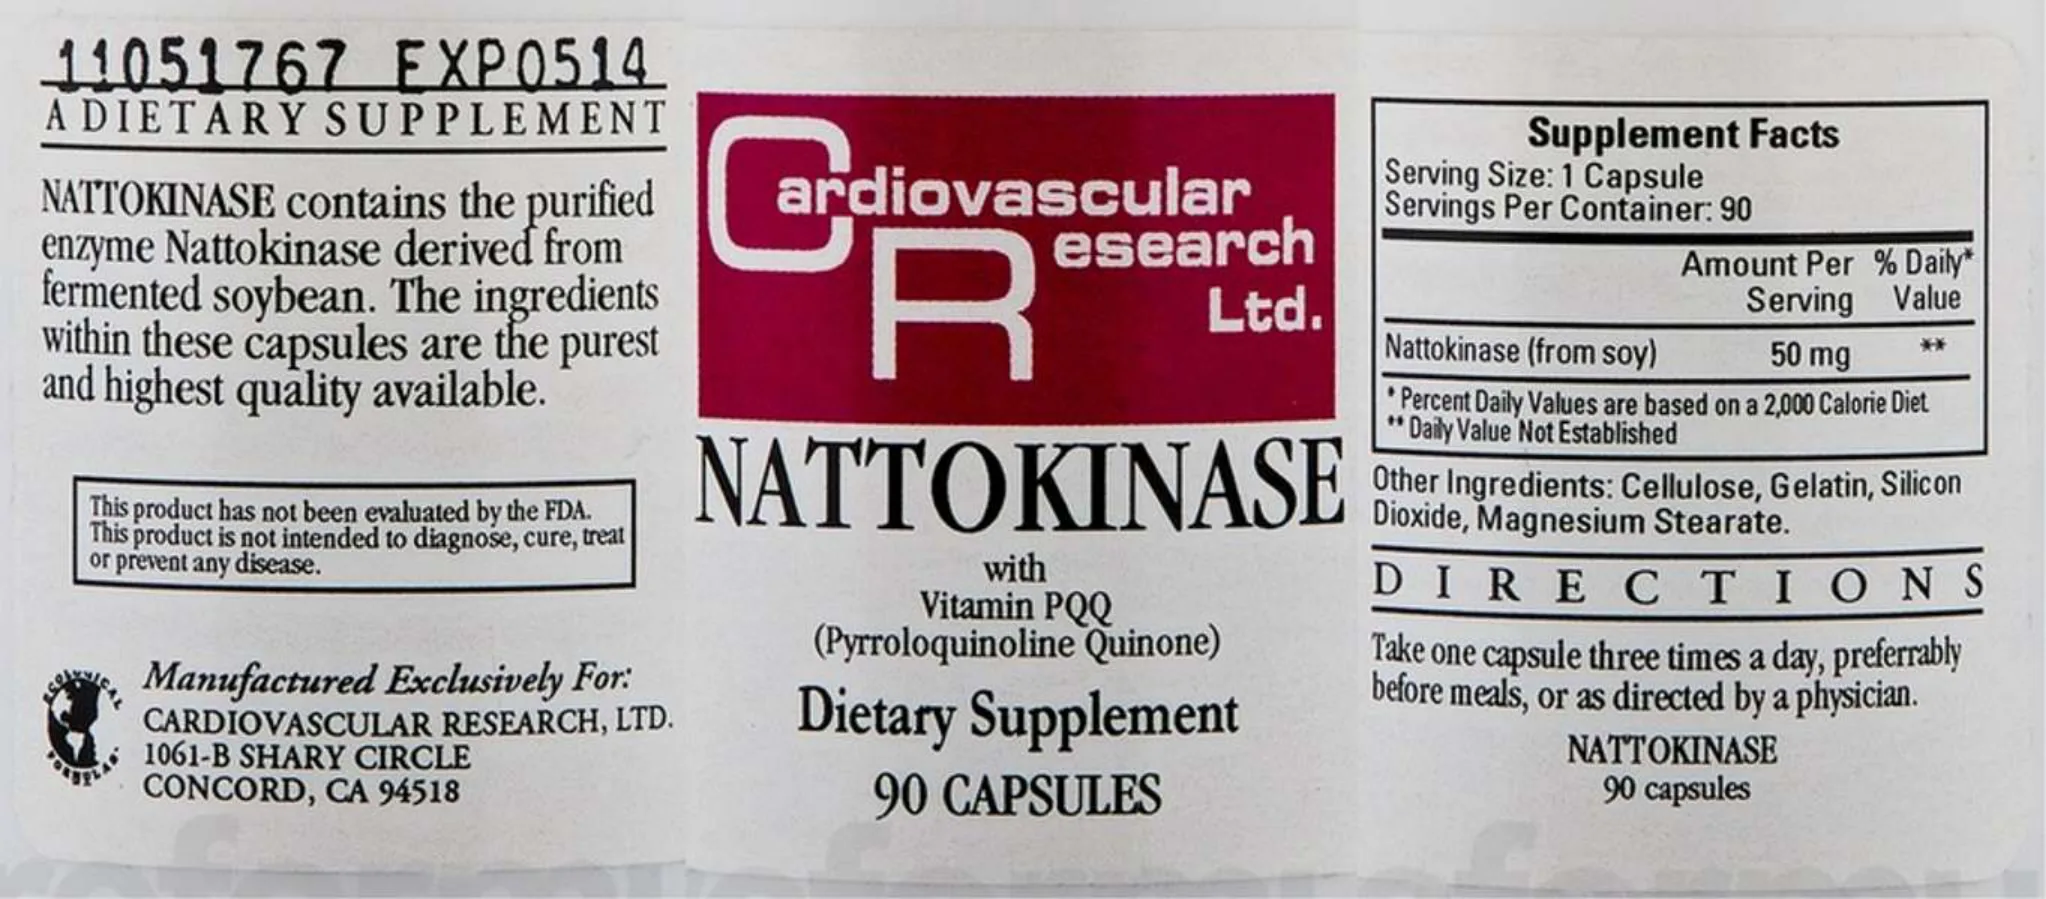 11051767 EXP0514
A DIETARY SUPPLEMENT
NATTOKINASE contains the purified
enzyme Nattokinase derived from
fermented soybean. The ingredients
within these capsules are the purest
and highest quality available.
This product has not been evaluated by the FDA.
This product is not intended to diagnose, cure, treat
or prevent any disease.
ECOLOGICAL
FORMULAS
Manufactured Exclusively For:
CARDIOVASCULAR RESEARCH, LTD.
1061-B SHARY CIRCLE
CONCORD, CA 94518
Cardiovascular
Research
Ltd.
NATTOKINASE
with
Vitamin PQQ
(Pyrroloquinoline Quinone)
Dietary Supplement
90 CAPSULES
Supplement Facts
Serving Size: 1 Capsule
Servings Per Container: 90
Amount Per % Daily*
Serving Value
Nattokinase (from soy) 50 mg **
* Percent Daily Values are based on a 2,000 Calorie Diet
** Daily Value Not Established
Other Ingredients: Cellulose, Gelatin, Silicon
Dioxide, Magnesium Stearate.
DIRECTIONS
Take one capsule three times a day, preferrably
before meals, or as directed by a physician.
NATTOKINASE
90 capsules